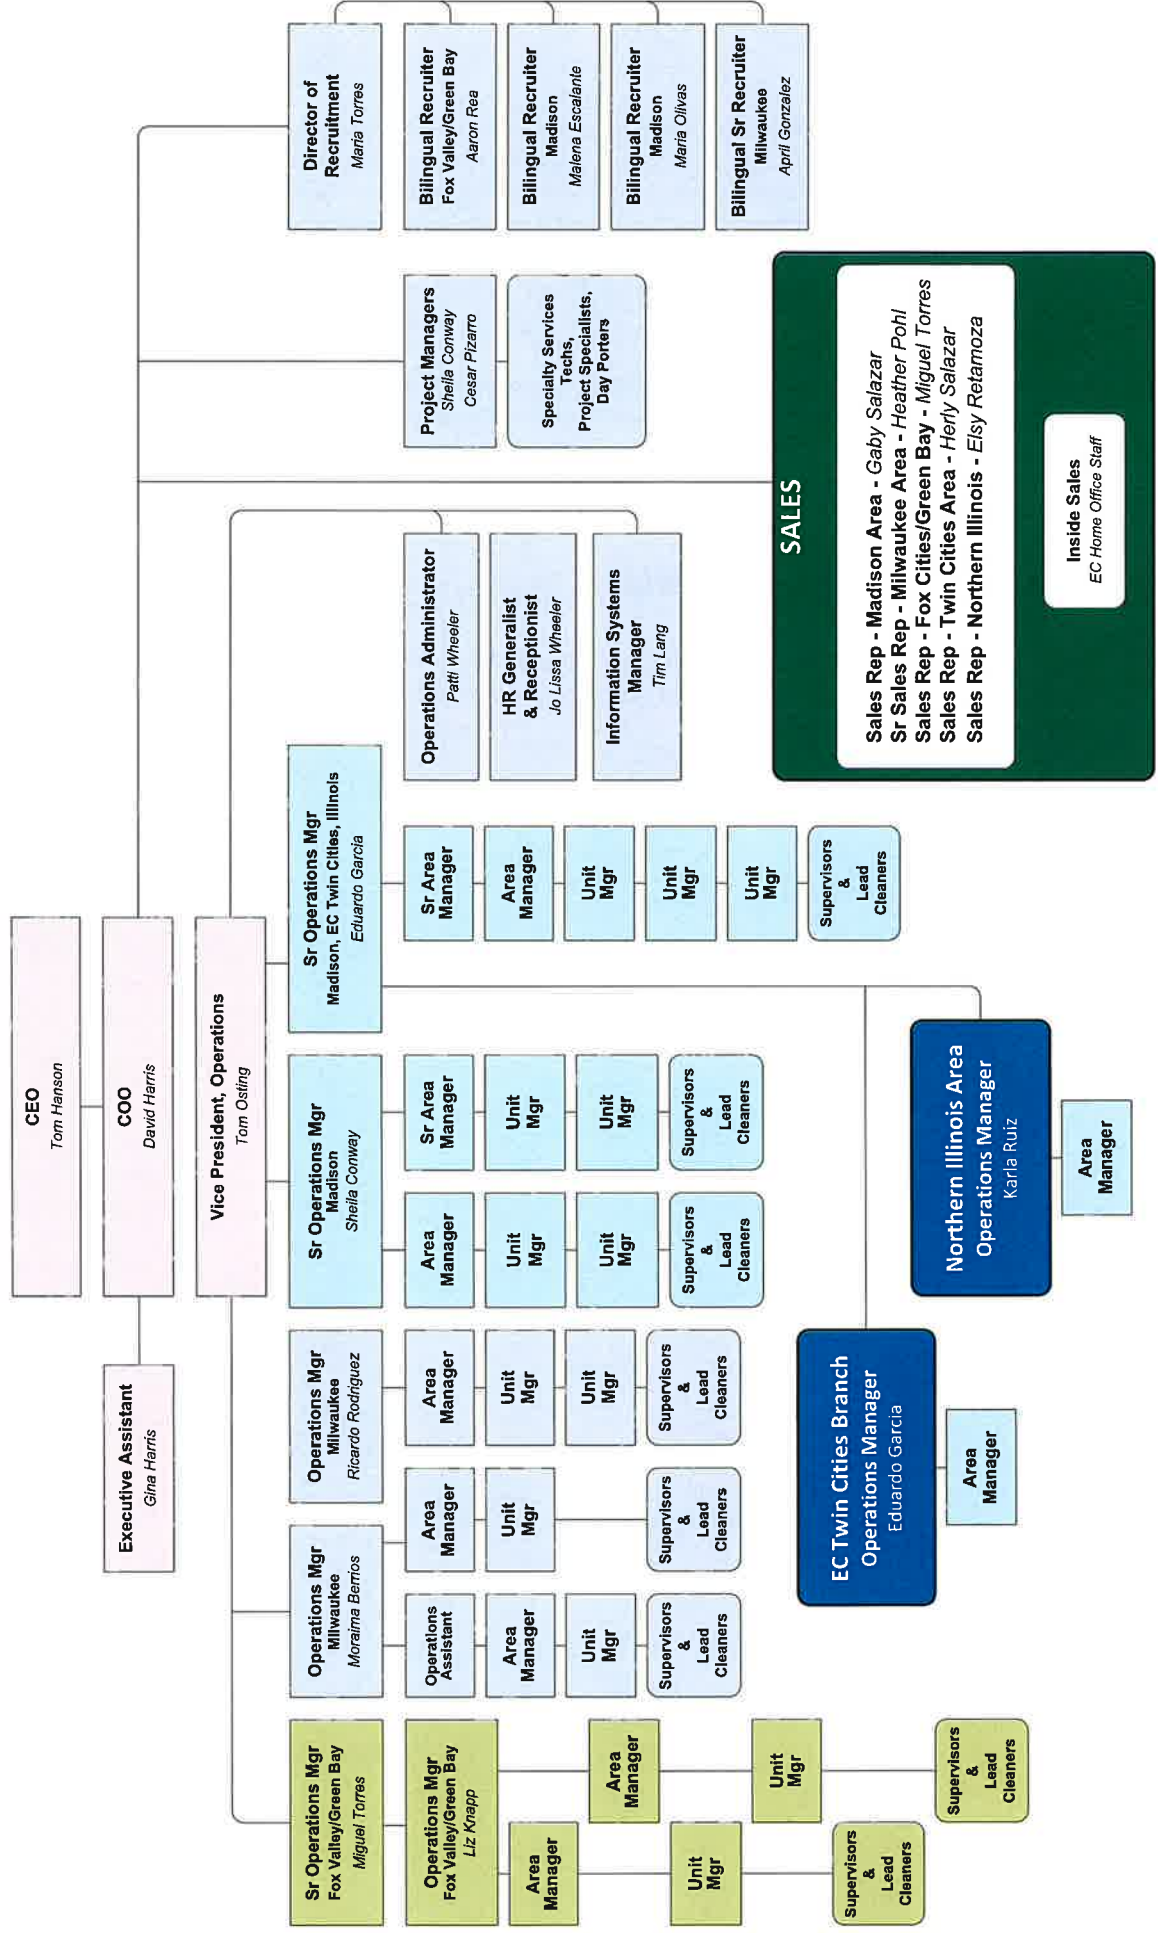 CEO
Tom Hanson
COO
David Harris
Executive Assistant
Gina Harris
Vice President, Operations
Tom Osting
Sr Operations Mgr
Fox Valley/Green Bay
Miguel Torres
Operations Mgr
Fox Valley/Green Bay
Liz Knapp
Area
Manager
Unit
Mgr
Supervisors
&
Lead
Cleaners
Area
Manager
Unit
Mgr
Supervisors
&
Lead
Cleaners
Operations Mgr
Milwaukee
Moraima Berrios
Operations
Assistant
Area
Manager
Unit
Mgr
Supervisors
&
Lead
Cleaners
Area
Manager
Unit
Mgr
Supervisors
&
Lead
Cleaners
Operations Mgr
Milwaukee
Ricardo Rodriguez
Area
Manager
Unit
Mgr
Unit
Mgr
Supervisors
&
Lead
Cleaners
Sr Operations Mgr
Madison
Sheila Conway
Area
Manager
Unit
Mgr
Unit
Mgr
Supervisors
&
Lead
Cleaners
Sr Area
Manager
Unit
Mgr
Unit
Mgr
Supervisors
&
Lead
Cleaners
Sr Operations Mgr
Madison, EC Twin Cities, Illinois
Eduardo Garcia
Sr Area
Manager
Area
Manager
Unit
Mgr
Unit
Mgr
Unit
Mgr
Supervisors
&
Lead
Cleaners
EC Twin Cities Branch
Operations Manager
Eduardo Garcia
Area
Manager
Northern Illinois Area
Operations Manager
Karla Ruiz
Area
Manager
Operations Administrator
Patti Wheeler
HR Generalist
& Receptionist
Jo Lissa Wheeler
Information Systems
Manager
Tim Lang
Project Managers
Sheila Conway
Cesar Pizarro
Specialty Services
Techs,
Project Specialists,
Day Porters
Director of
Recruitment
Maria Torres
Bilingual Recruiter
Fox Valley/Green Bay
Aaron Rea
Bilingual Recruiter
Madison
Malena Escalante
Bilingual Recruiter
Madison
Maria Olivas
Bilingual Sr Recruiter
Milwaukee
April Gonzalez
SALES
Sales Rep - Madison Area - Gaby Salazar
Sr Sales Rep - Milwaukee Area - Heather Pohl
Sales Rep - Fox Cities/Green Bay - Miguel Torres
Sales Rep - Twin Cities Area - Herly Salazar
Sales Rep - Northern Illinois - Elsy Retamoza
Inside Sales
EC Home Office Staff